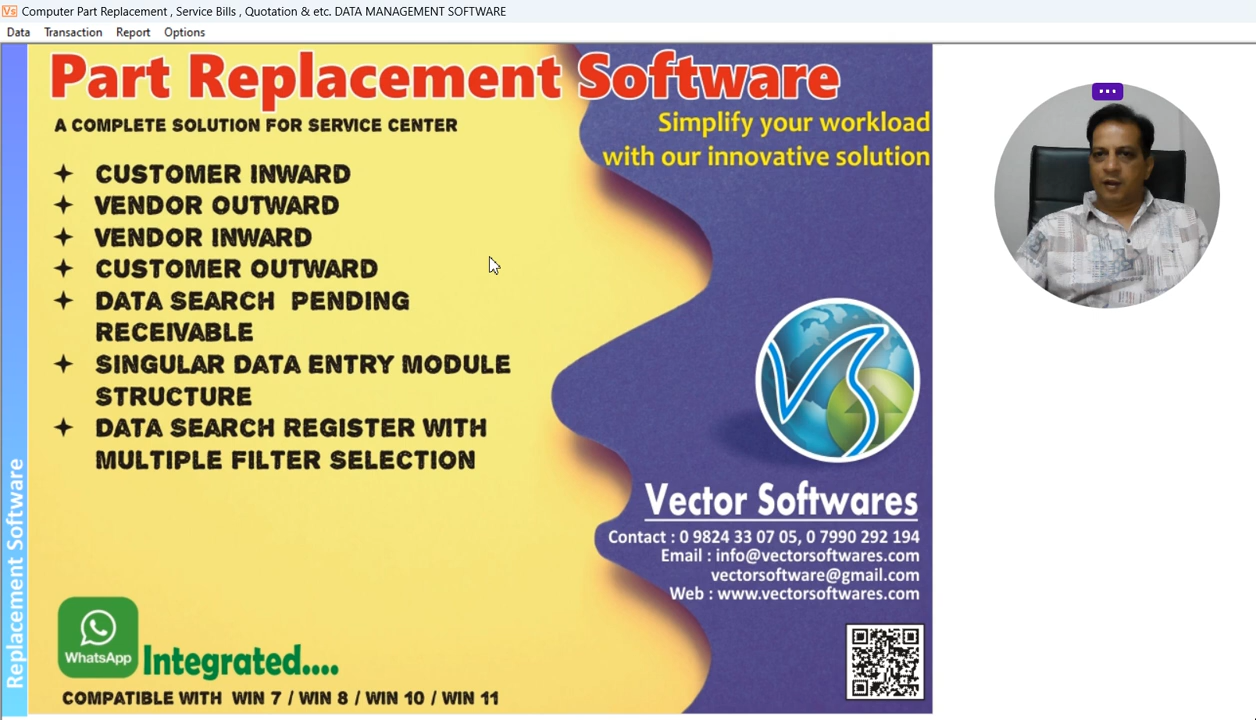 Vs Computer Part Replacement , Service Bills , Quotation & etc. DATA MANAGEMENT SOFTWARE
Data Transaction Report Options
Part Replacement Software
A COMPLETE SOLUTION FOR SERVICE CENTER
Simplify your workload
with our innovative solution
CUSTOMER INWARD
VENDOR OUTWARD
VENDOR INWARD
CUSTOMER OUTWARD
DATA SEARCH PENDING
RECEIVABLE
SINGULAR DATA ENTRY MODULE
STRUCTURE
DATA SEARCH REGISTER WITH
MULTIPLE FILTER SELECTION
VS
Vector Softwares
Contact : 0 9824 33 07 05, 0 7990 292 194
Email : info@vectorsoftwares.com
vectorsoftware@gmail.com
Web : www.vectorsoftwares.com
Replacement Software
WhatsApp
Integrated....
COMPATIBLE WITH WIN 7 / WIN 8 / WIN 10 / WIN 11